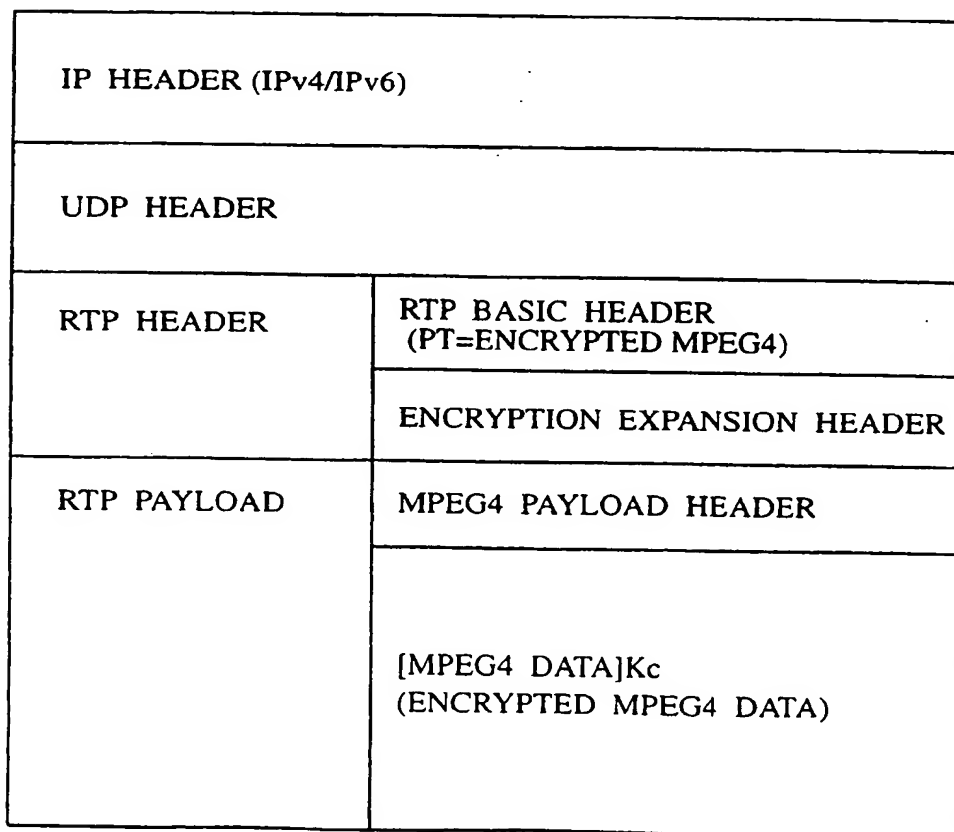 IP HEADER (IPv4/IPv6)
UDP HEADER
RTP HEADER
RTP BASIC HEADER
(PT=ENCRYPTED MPEG4)
ENCRYPTION EXPANSION HEADER
RTP PAYLOAD
MPEG4 PAYLOAD HEADER
[MPEG4 DATA]Kc
(ENCRYPTED MPEG4 DATA)